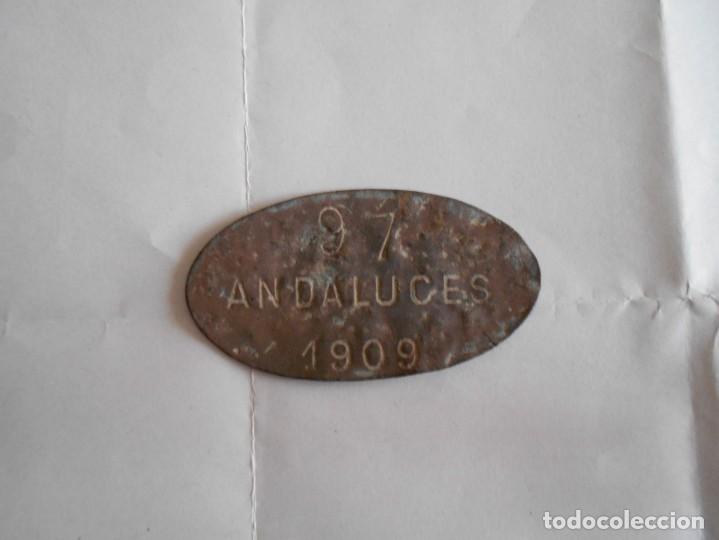 97
ANDALUCES
1909
todocoleccion